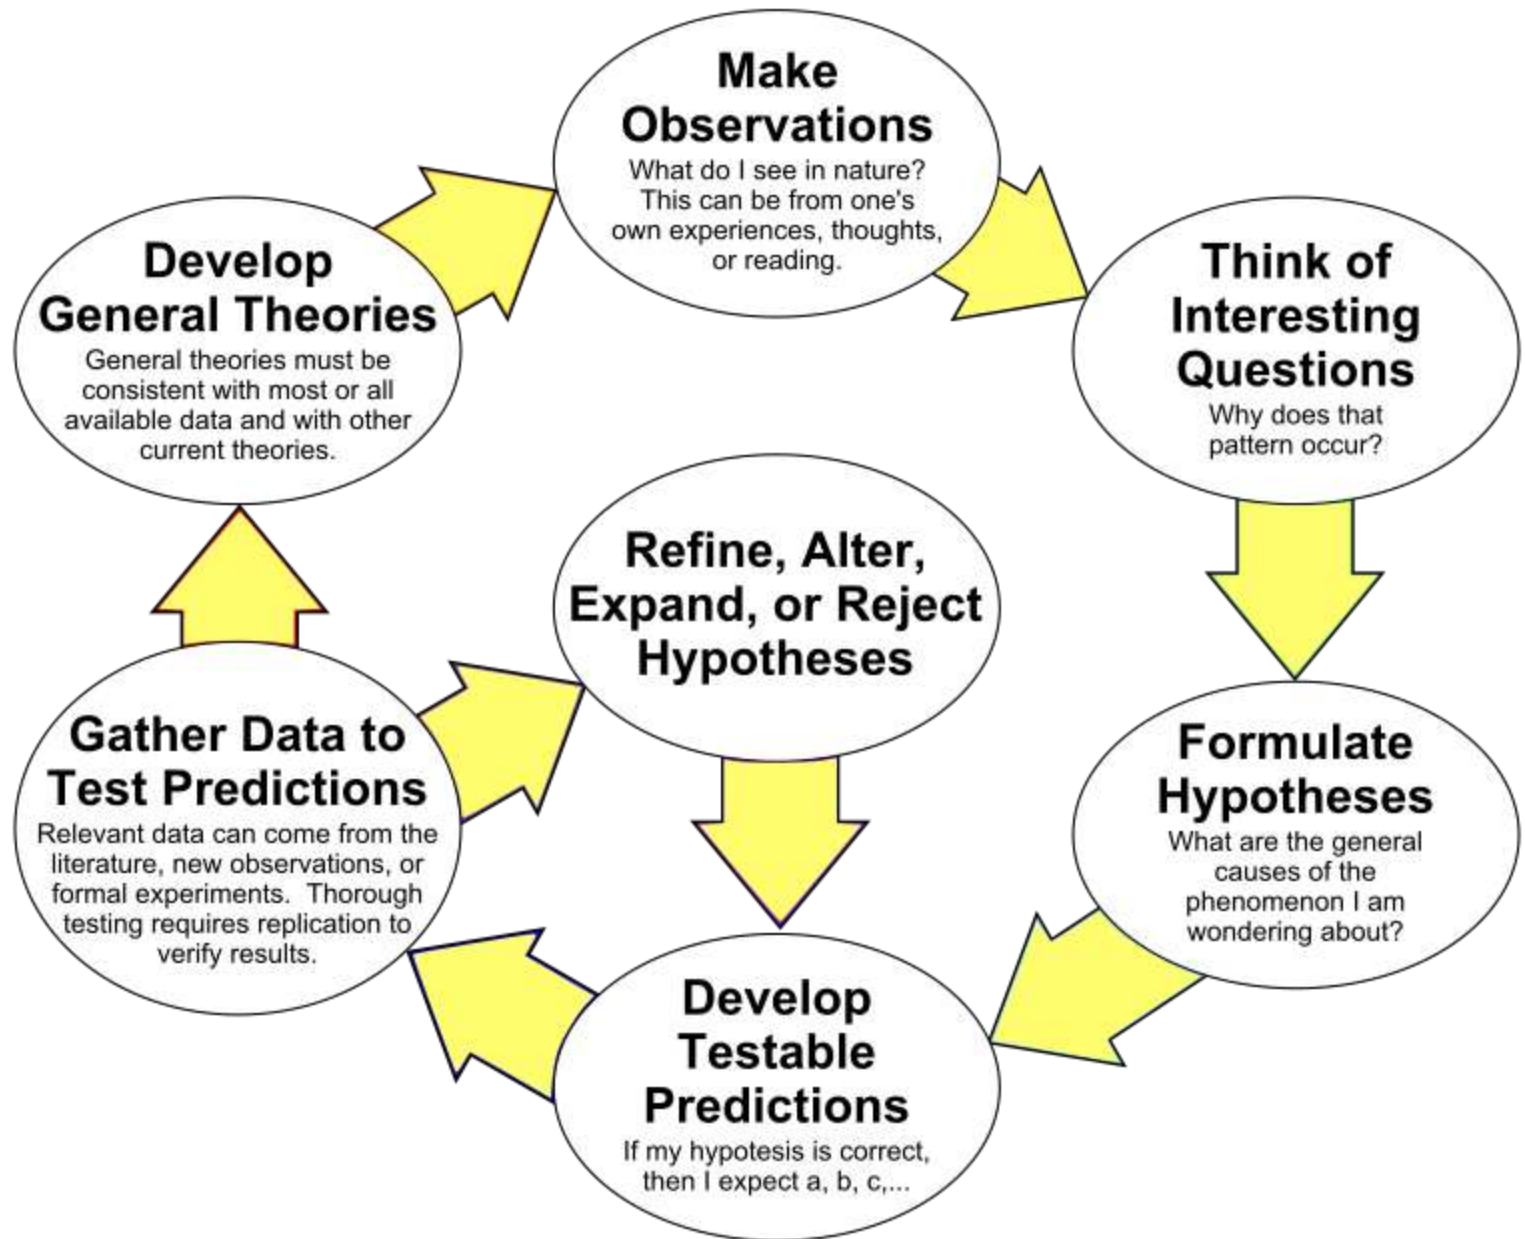 Make
Observations
What do I see in nature?
This can be from one's
own experiences, thoughts,
or reading.
Think of
Interesting
Questions
Why does that
pattern occur?
Formulate
Hypotheses
What are the general
causes of the
phenomenon I am
wondering about?
Develop
Testable
Predictions
If my hypotesis is correct,
then I expect a, b, c,...
Gather Data to
Test Predictions
Relevant data can come from the
literature, new observations, or
formal experiments.  Thorough
testing requires replication to
verify results.
Refine, Alter,
Expand, or Reject
Hypotheses
Develop
General Theories
General theories must be
consistent with most or all
available data and with other
current theories.